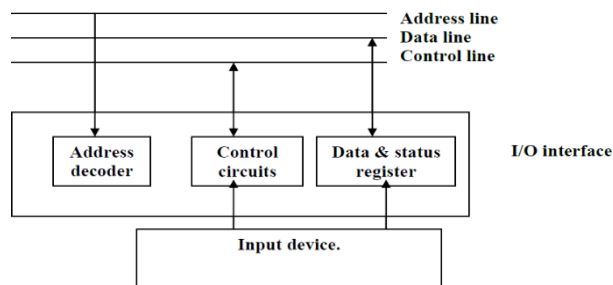 Address line
Data line
Control line
Address
decoder
Control
circuits
Data & status
register
I/O interface
Input device.